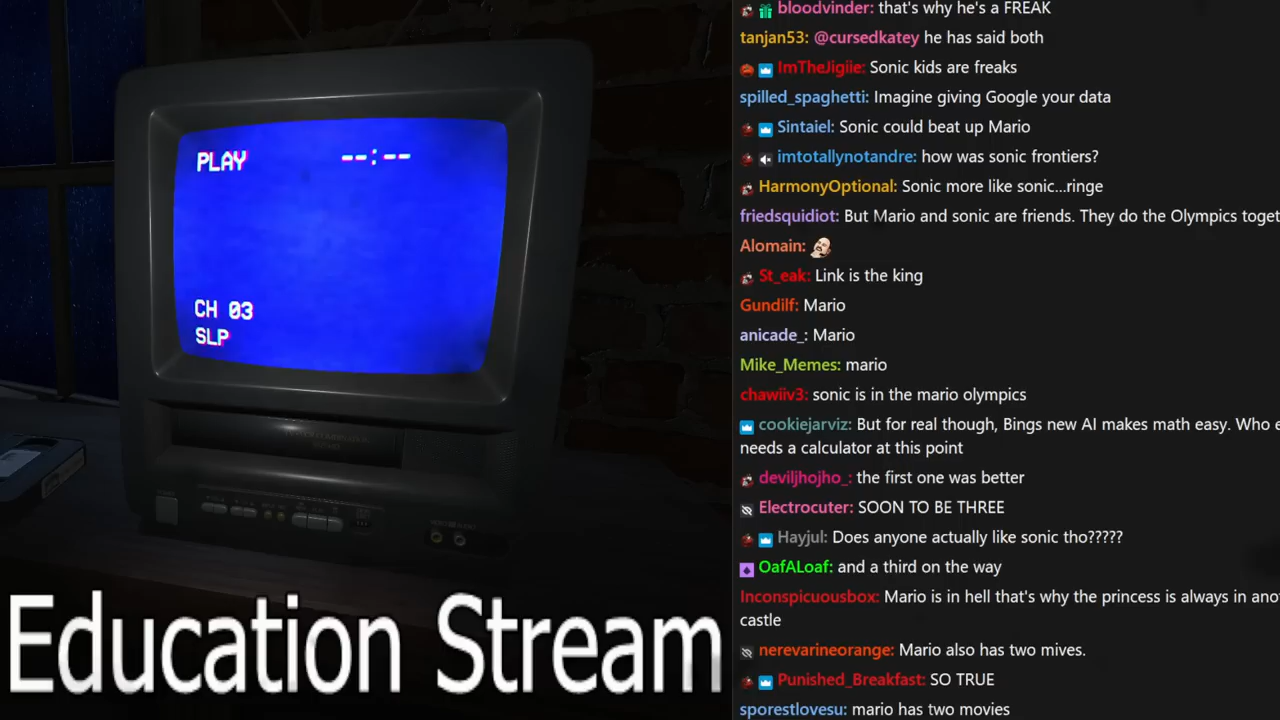 PLAY --:--
CH 03
SLP
Education Stream
bloodvinder: that's why he's a FREAK
tanjan53: @cursedkatey he has said both
ImTheJigiie: Sonic kids are freaks
spilled_spaghetti: Imagine giving Google your data
Sintaiel: Sonic could beat up Mario
imtotallynotandre: how was sonic frontiers?
HarmonyOptional: Sonic more like sonic...ringe
friedsquidiot: But Mario and sonic are friends. They do the Olympics toget
Alomain:
St_eak: Link is the king
Gundilf: Mario
anicade_: Mario
Mike_Memes: mario
chawiiv3: sonic is in the mario olympics
cookiejarviz: But for real though, Bings new AI makes math easy. Who e
needs a calculator at this point
deviljhojho_: the first one was better
Electrocuter: SOON TO BE THREE
Hayjul: Does anyone actually like sonic tho?????
OafALoaf: and a third on the way
Inconspicuousbox: Mario is in hell that's why the princess is always in ano
castle
nerevarineorange: Mario also has two mives.
Punished_Breakfast: SO TRUE
sporestlovesu: mario has two movies